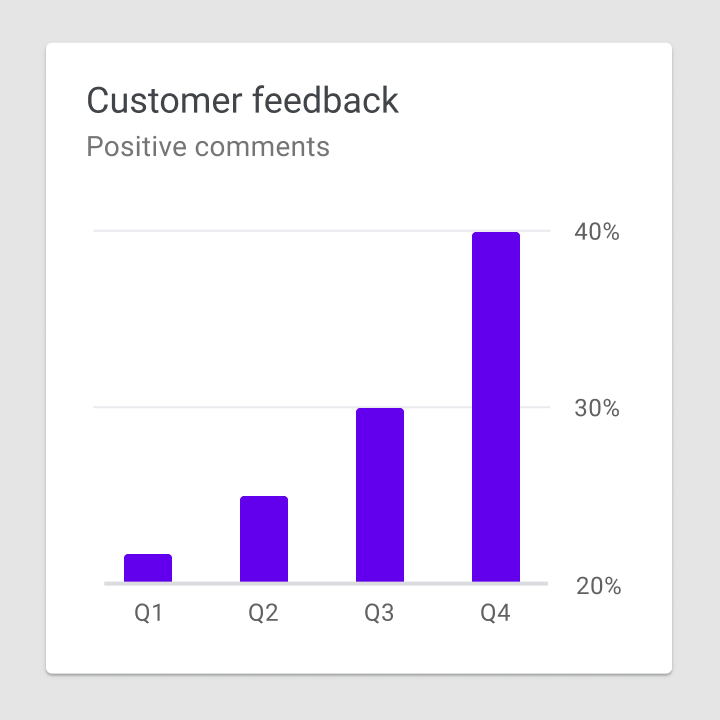 Customer feedback
Positive comments
40%
30%
20%
Q1 Q2 Q3 Q4